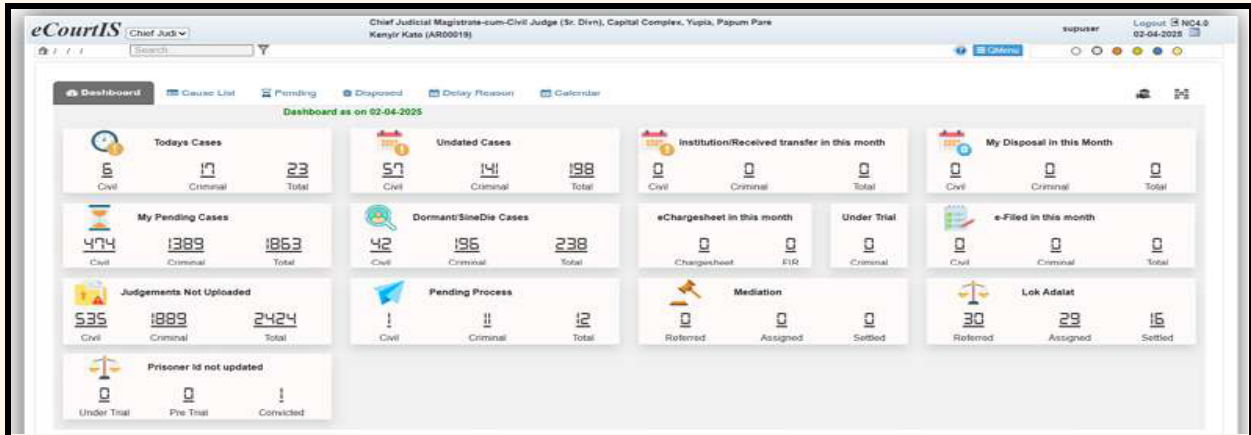 eCourtIS Chief Judi
Chief Judicial Magistrate-cum-Civil Judge (Sr. Divn), Capital Complex, Yupia, Papum Pare
Kenyir Kato (AR00019)
supuser
Logout NC4.0
02-04-2025
/ / /
Search
QMenu
Dashboard Cause List Pending Disposed Delay Reason Calendar
Dashboard as on 02-04-2025
Todays Cases
6 17 23
Civil Criminal Total
Undated Cases
57 141 198
Civil Criminal Total
Institution/Received transfer in this month
0 0 0
Civil Criminal Total
My Disposal in this Month
0 0 0
Civil Criminal Total
My Pending Cases
474 1389 1863
Civil Criminal Total
Dormant/SineDie Cases
42 196 238
Civil Criminal Total
eChargesheet in this month
0 0
Chargesheet FIR
Under Trial
0
Criminal
e-Filed in this month
0 0 0
Civil Criminal Total
Judgements Not Uploaded
535 1889 2424
Civil Criminal Total
Pending Process
1 11 12
Civil Criminal Total
Mediation
0 0 0
Referred Assigned Settled
Lok Adalat
30 29 16
Referred Assigned Settled
Prisoner Id not updated
0 0 1
Under Trial Pre Trial Convicted